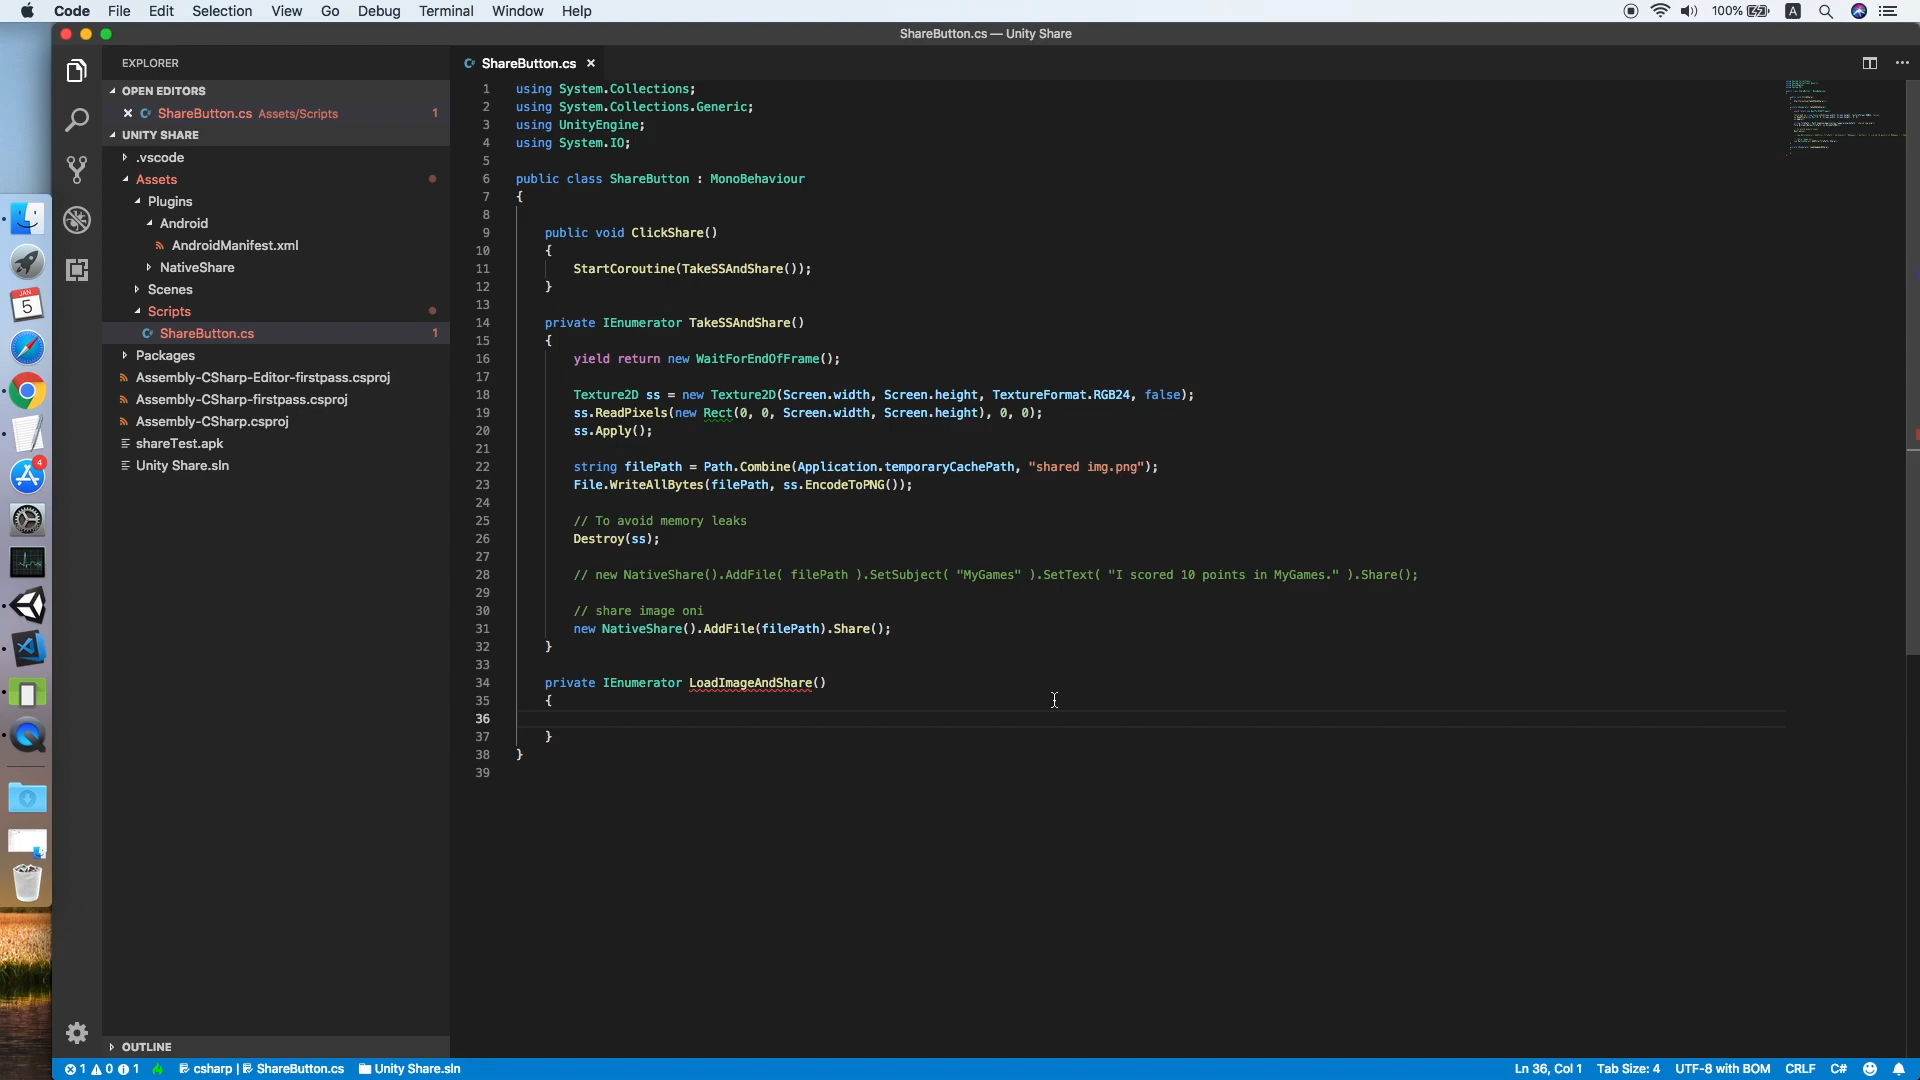 Code File Edit Selection View Go Debug Terminal Window Help 100% A
ShareButton.cs — Unity Share
EXPLORER
OPEN EDITORS
ShareButton.cs Assets/Scripts 1
UNITY SHARE
.vscode
Assets
Plugins
Android
AndroidManifest.xml
NativeShare
Scenes
Scripts
ShareButton.cs 1
Packages
Assembly-CSharp-Editor-firstpass.csproj
Assembly-CSharp-firstpass.csproj
Assembly-CSharp.csproj
shareTest.apk
Unity Share.sln
OUTLINE
JAN
5
4
ShareButton.cs
1 using System.Collections;
2 using System.Collections.Generic;
3 using UnityEngine;
4 using System.IO;
5
6 public class ShareButton : MonoBehaviour
7 {
8
9 public void ClickShare()
10 {
11 StartCoroutine(TakeSSAndShare());
12 }
13
14 private IEnumerator TakeSSAndShare()
15 {
16 yield return new WaitForEndOfFrame();
17
18 Texture2D ss = new Texture2D(Screen.width, Screen.height, TextureFormat.RGB24, false);
19 ss.ReadPixels(new Rect(0, 0, Screen.width, Screen.height), 0, 0);
20 ss.Apply();
21
22 string filePath = Path.Combine(Application.temporaryCachePath, "shared img.png");
23 File.WriteAllBytes(filePath, ss.EncodeToPNG());
24
25 // To avoid memory leaks
26 Destroy(ss);
27
28 // new NativeShare().AddFile( filePath ).SetSubject( "MyGames" ).SetText( "I scored 10 points in MyGames." ).Share();
29
30 // share image oni
31 new NativeShare().AddFile(filePath).Share();
32 }
33
34 private IEnumerator LoadImageAndShare()
35 {
36
37 }
38 }
39
1 0 1 csharp | ShareButton.cs Unity Share.sln Ln 36, Col 1 Tab Size: 4 UTF-8 with BOM CRLF C#